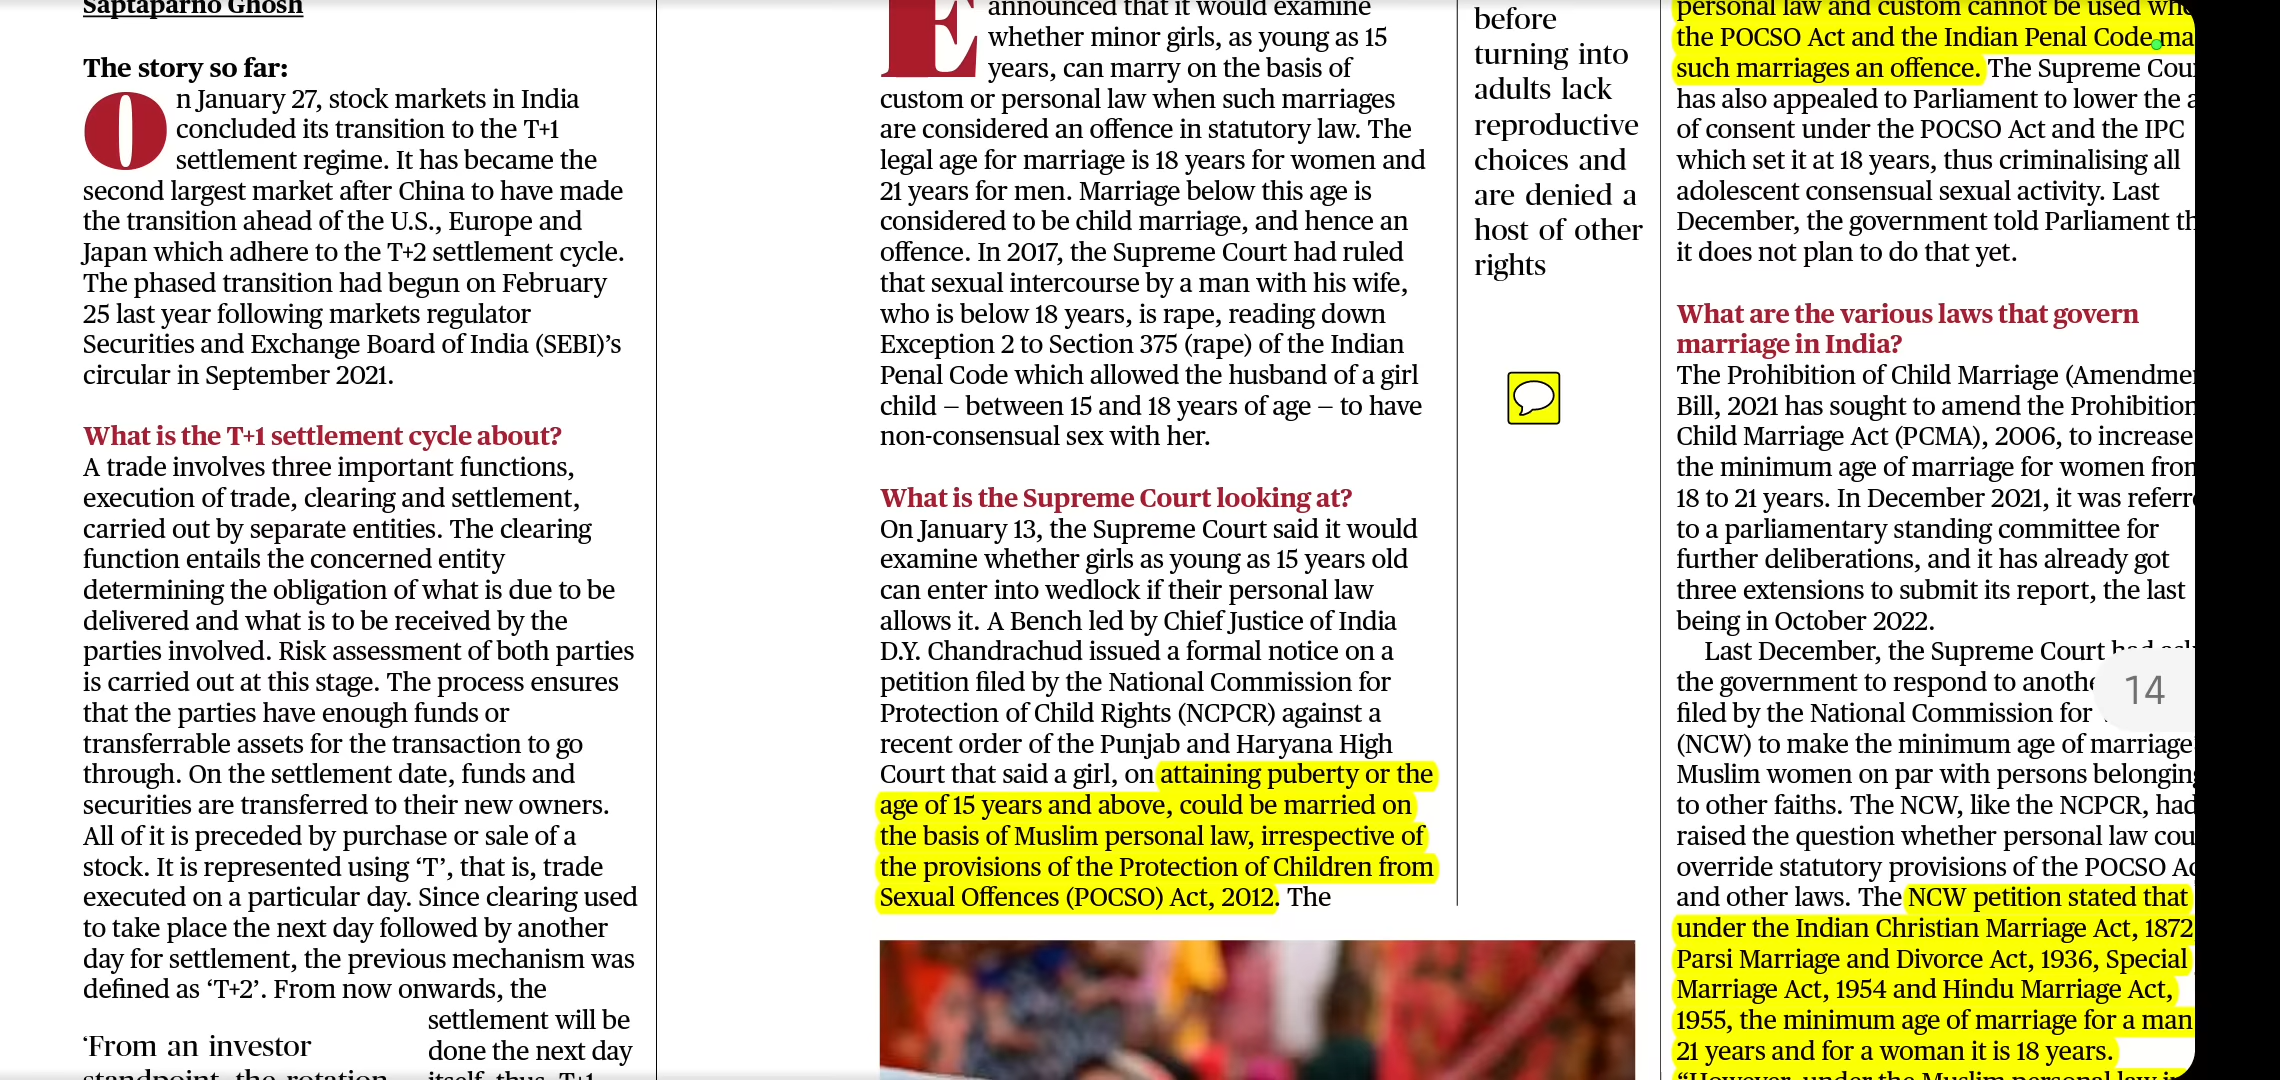 Saptaparno Ghosh
The story so far:
On January 27, stock markets in India
concluded its transition to the T+1
settlement regime. It has became the
second largest market after China to have made
the transition ahead of the U.S., Europe and
Japan which adhere to the T+2 settlement cycle.
The phased transition had begun on February
25 last year following markets regulator
Securities and Exchange Board of India (SEBI)’s
circular in September 2021.
What is the T+1 settlement cycle about?
A trade involves three important functions,
execution of trade, clearing and settlement,
carried out by separate entities. The clearing
function entails the concerned entity
determining the obligation of what is due to be
delivered and what is to be received by the
parties involved. Risk assessment of both parties
is carried out at this stage. The process ensures
that the parties have enough funds or
transferrable assets for the transaction to go
through. On the settlement date, funds and
securities are transferred to their new owners.
All of it is preceded by purchase or sale of a
stock. It is represented using ‘T’, that is, trade
executed on a particular day. Since clearing used
to take place the next day followed by another
day for settlement, the previous mechanism was
defined as ‘T+2’. From now onwards, the
settlement will be
done the next day
itself, thus, T+1
‘From an investor
standpoint, the rotation
E announced that it would examine
whether minor girls, as young as 15
years, can marry on the basis of
custom or personal law when such marriages
are considered an offence in statutory law. The
legal age for marriage is 18 years for women and
21 years for men. Marriage below this age is
considered to be child marriage, and hence an
offence. In 2017, the Supreme Court had ruled
that sexual intercourse by a man with his wife,
who is below 18 years, is rape, reading down
Exception 2 to Section 375 (rape) of the Indian
Penal Code which allowed the husband of a girl
child — between 15 and 18 years of age — to have
non-consensual sex with her.
What is the Supreme Court looking at?
On January 13, the Supreme Court said it would
examine whether girls as young as 15 years old
can enter into wedlock if their personal law
allows it. A Bench led by Chief Justice of India
D.Y. Chandrachud issued a formal notice on a
petition filed by the National Commission for
Protection of Child Rights (NCPCR) against a
recent order of the Punjab and Haryana High
Court that said a girl, on attaining puberty or the
age of 15 years and above, could be married on
the basis of Muslim personal law, irrespective of
the provisions of the Protection of Children from
Sexual Offences (POCSO) Act, 2012. The
before
turning into
adults lack
reproductive
choices and
are denied a
host of other
rights
personal law and custom cannot be used
the POCSO Act and the Indian Penal Code
such marriages an offence. The Supreme
has also appealed to Parliament to lower the
of consent under the POCSO Act and the IPC
which set it at 18 years, thus criminalising all
adolescent consensual sexual activity. Last
December, the government told Parliament
it does not plan to do that yet.
What are the various laws that govern
marriage in India?
The Prohibition of Child Marriage
Bill, 2021 has sought to amend the Prohibition
Child Marriage Act (PCMA), 2006, to increase
the minimum age of marriage for women
18 to 21 years. In December 2021, it was
to a parliamentary standing committee for
further deliberations, and it has already got
three extensions to submit its report, the last
being in October 2022.
Last December, the Supreme Court had
the government to respond to
filed by the National Commission for
(NCW) to make the minimum age of marriage
Muslim women on par with persons belonging
to other faiths. The NCW, like the NCPCR, had
raised the question whether personal law
override statutory provisions of the POCSO
and other laws. The NCW petition stated that
under the Indian Christian Marriage Act, 1872
Parsi Marriage and Divorce Act, 1936, Special
Marriage Act, 1954 and Hindu Marriage Act,
1955, the minimum age of marriage for a man
21 years and for a woman it is 18 years.
“However, under the Muslim personal law
14